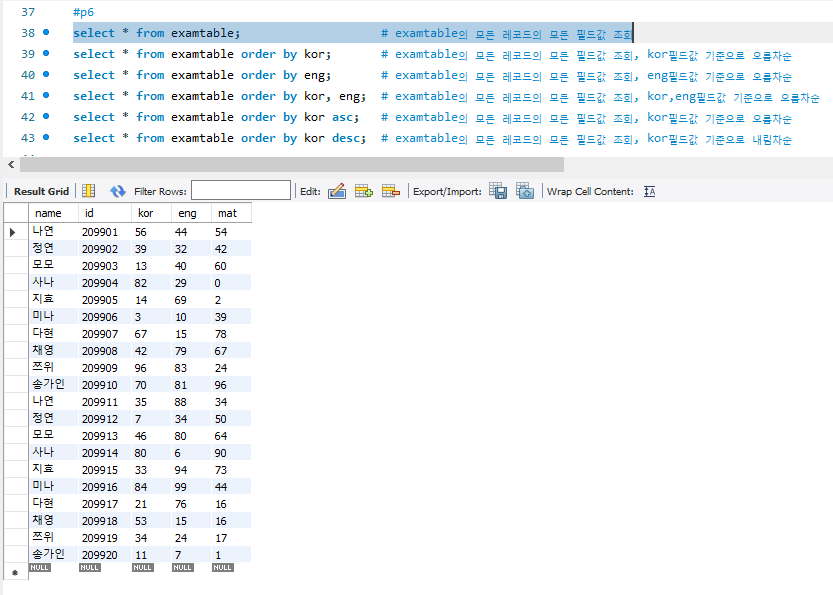 37 #p6
38 select * from examtable; # examtable의 모든 레코드의 모든 필드값 조회
39 select * from examtable order by kor; # examtable의 모든 레코드의 모든 필드값 조회, kor필드값 기준으로 오름차순
40 select * from examtable order by eng; # examtable의 모든 레코드의 모든 필드값 조회, eng필드값 기준으로 오름차순
41 select * from examtable order by kor, eng; # examtable의 모든 레코드의 모든 필드값 조회, kor,eng필드값 기준으로 오름차순
42 select * from examtable order by kor asc; # examtable의 모든 레코드의 모든 필드값 조회, kor필드값 기준으로 오름차순
43 select * from examtable order by kor desc; # examtable의 모든 레코드의 모든 필드값 조회, kor필드값 기준으로 내림차순
Result Grid Filter Rows: Edit: Export/Import: Wrap Cell Content:
name id kor eng mat
나연 209901 56 44 54
정연 209902 39 32 42
모모 209903 13 40 60
사나 209904 82 29 0
지효 209905 14 69 2
미나 209906 3 10 39
다현 209907 67 15 78
채영 209908 42 79 67
쯔위 209909 96 83 24
송가인 209910 70 81 96
나연 209911 35 88 34
정연 209912 7 34 50
모모 209913 46 80 64
사나 209914 80 6 90
지효 209915 33 94 73
미나 209916 84 99 44
다현 209917 21 76 16
채영 209918 53 15 16
쯔위 209919 34 24 17
송가인 209920 11 7 1
NULL NULL NULL NULL NULL